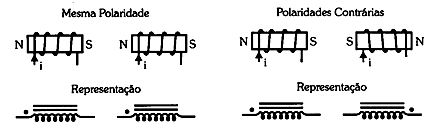 Mesma Polaridade
Polaridades Contrárias
N S N S N S S N
i i i i
Representação
Representação